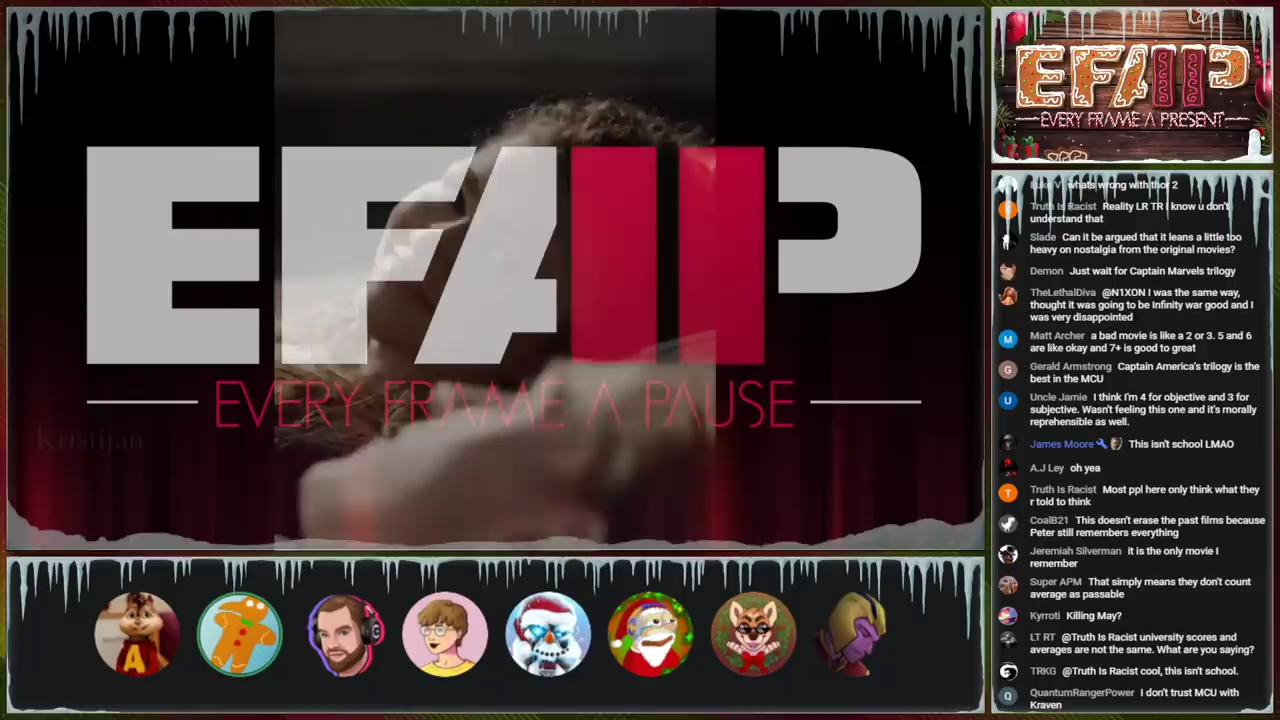 EFAP
EVERY FRAME A PAUSE
Kristijan
EFAP
EVERY FRAME A PRESENT
whats wrong with thor 2
Truth Is Racist Reality LR TR I know u don't
understand that
Slade Can it be argued that it leans a little too
heavy on nostalgia from the original movies?
Demon Just wait for Captain Marvels trilogy
TheLethalDiva @N1XON I was the same way,
thought it was going to be Infinity war good and I
was very disappointed
M
Matt Archer a bad movie is like a 2 or 3. 5 and 6
are like okay and 7+ is good to great
G
Gerald Armstrong Captain America's trilogy is the
best in the MCU
U
Uncle Jamie I think I'm 4 for objective and 3 for
subjective. Wasn't feeling this one and it's morally
reprehensible as well.
James Moore This isn't school LMAO
A.J Ley oh yea
T
Truth Is Racist Most ppl here only think what they
r told to think
CoalB21 This doesn't erase the past films because
Peter still remembers everything
Jeremiah Silverman it is the only movie I
remember
Super APM That simply means they don't count
average as passable
Kyrroti Killing May?
LT RT @Truth Is Racist university scores and
averages are not the same. What are you saying?
TRKG @Truth Is Racist cool, this isn't school.
Q
QuantumRangerPower I don't trust MCU with
Kraven
A